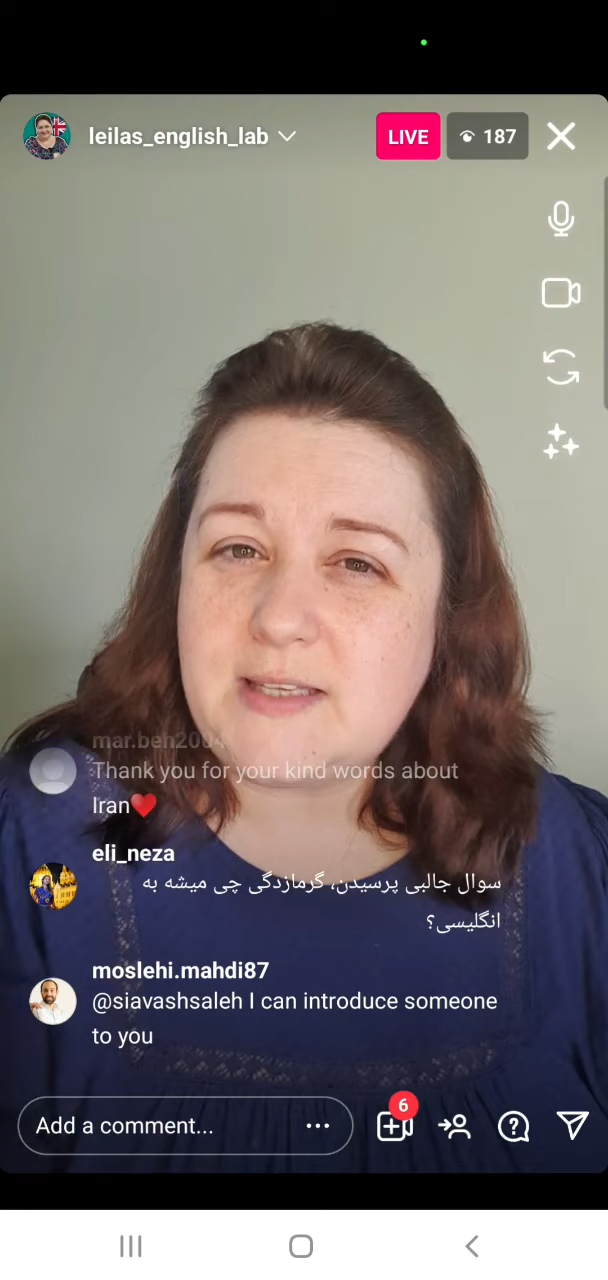 leilas_english_lab
LIVE
187
mar.ben2004
Thank you for your kind words about
Iran❤️
eli_neza
سوال جالبی پرسیدن، گرمازدگی چی میشه به
انگلیسی؟
moslehi.mahdi87
@siavashsaleh I can introduce someone
to you
Add a comment...
6